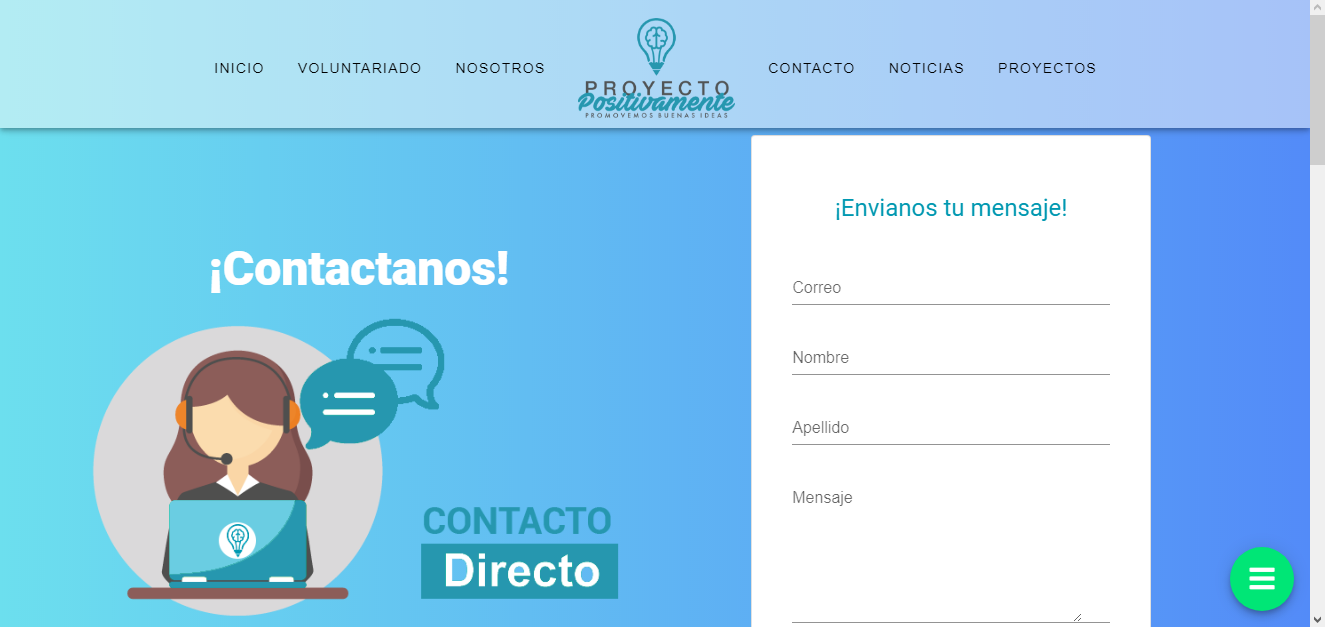 INICIO
VOLUNTARIADO
NOSOTROS
PROYECTO
Positivamente
PROMOVEMOS BUENAS IDEAS
CONTACTO
NOTICIAS
PROYECTOS
¡Contactanos!
CONTACTO
Directo
¡Envianos tu mensaje!
Correo
Nombre
Apellido
Mensaje